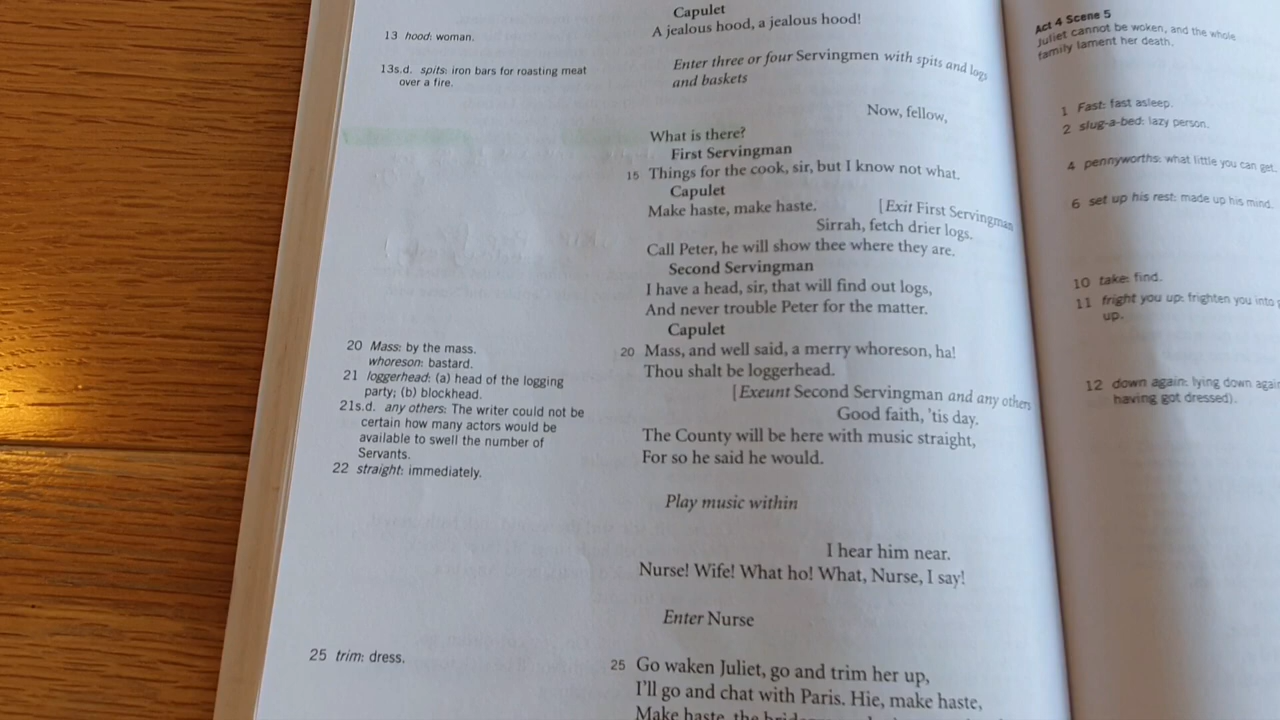 Capulet
A jealous hood, a jealous hood!
13 hood: woman.
Enter three or four Servingmen with spits and logs
and baskets
13s.d. spits: iron bars for roasting meat
over a fire.
Now, fellow,
What is there?
First Servingman
15 Things for the cook, sir, but I know not what.
Capulet
Make haste, make haste. [Exit First Servingman
Sirrah, fetch drier logs.
Call Peter, he will show thee where they are.
Second Servingman
I have a head, sir, that will find out logs,
And never trouble Peter for the matter.
Capulet
20 Mass, and well said, a merry whoreson, ha!
Thou shalt be loggerhead.
[Exeunt Second Servingman and any others
Good faith, 'tis day.
The County will be here with music straight,
For so he said he would.
20 Mass: by the mass.
whoreson: bastard.
21 loggerhead: (a) head of the logging
party; (b) blockhead.
21s.d. any others: The writer could not be
certain how many actors would be
available to swell the number of
Servants.
22 straight: immediately.
Play music within
I hear him near.
Nurse! Wife! What ho! What, Nurse, I say!
Enter Nurse
25 trim: dress.
25 Go waken Juliet, go and trim her up,
I'll go and chat with Paris. Hie, make haste,
Make haste, the
Act 4 Scene 5
Juliet cannot be woken, and the whole
family lament her death.
1 Fast: fast asleep.
2 slug-a-bed: lazy person.
4 pennyworths: what little you can get.
6 set up his rest: made up his mind.
10 take: find.
11 fright you up: frighten you into
up.
12 down again: lying down again
having got dressed).